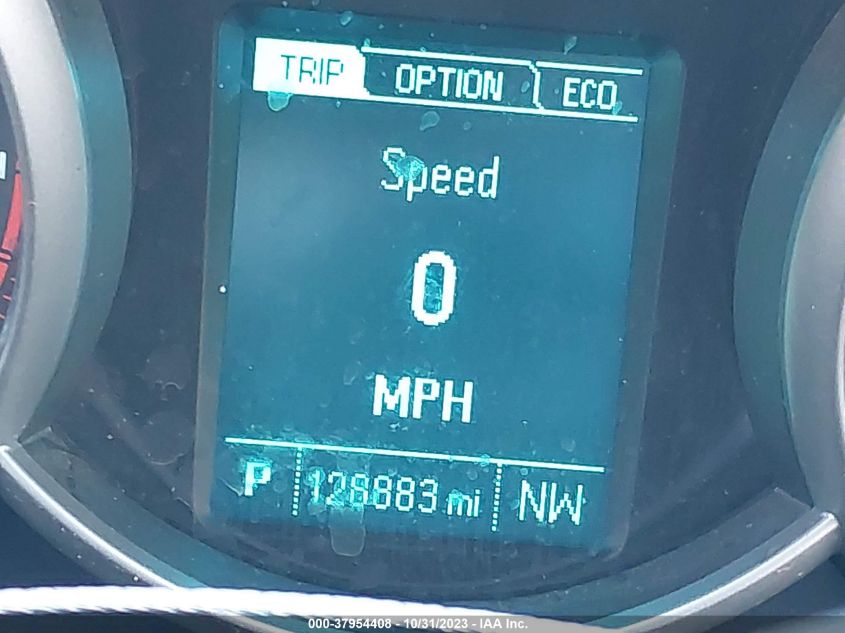 TRIP OPTION ECO
Speed
0
MPH
P 128883 mi NW
000-37954408 - 10/31/2023 - IAA Inc.